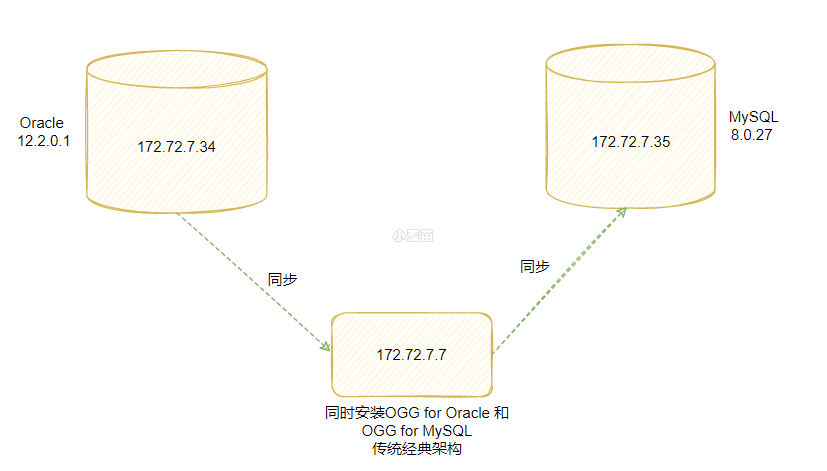 Oracle
12.2.0.1
172.72.7.34
172.72.7.35
MySQL
8.0.27
小麦苗
同步
同步
172.72.7.7
同时安装OGG for Oracle 和
OGG for MySQL
传统经典架构